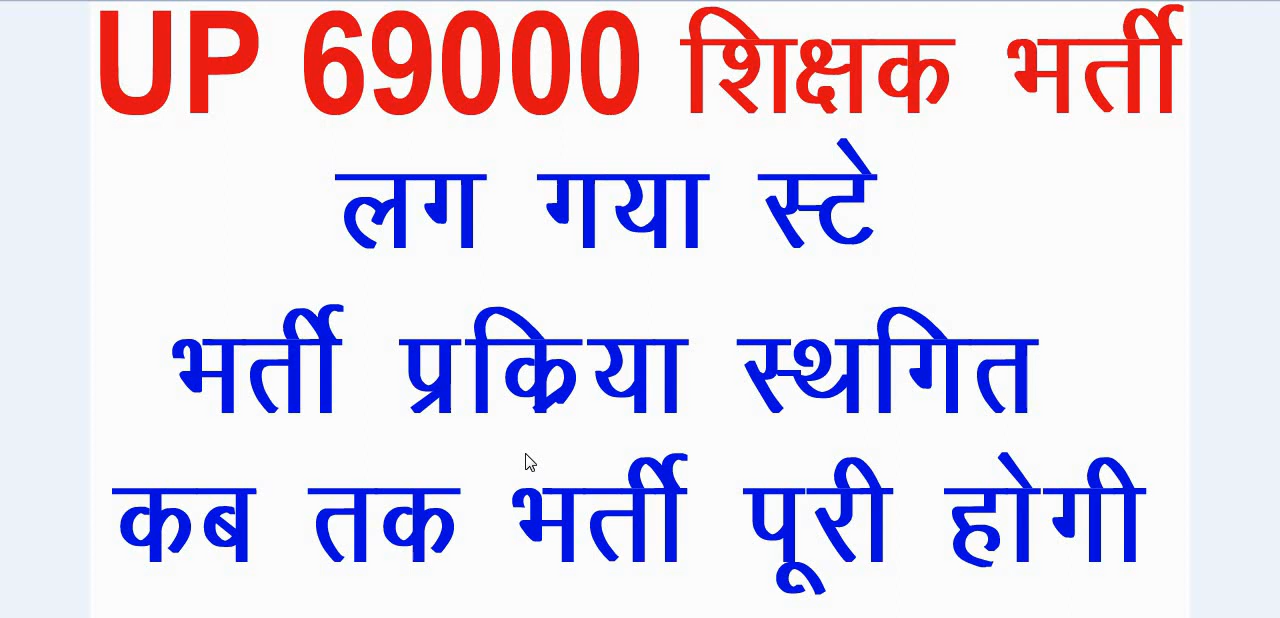 UP 69000 शिक्षक भर्ती
लग गया स्टे
भर्ती प्रक्रिया स्थगित
कब तक भर्ती पूरी होगी